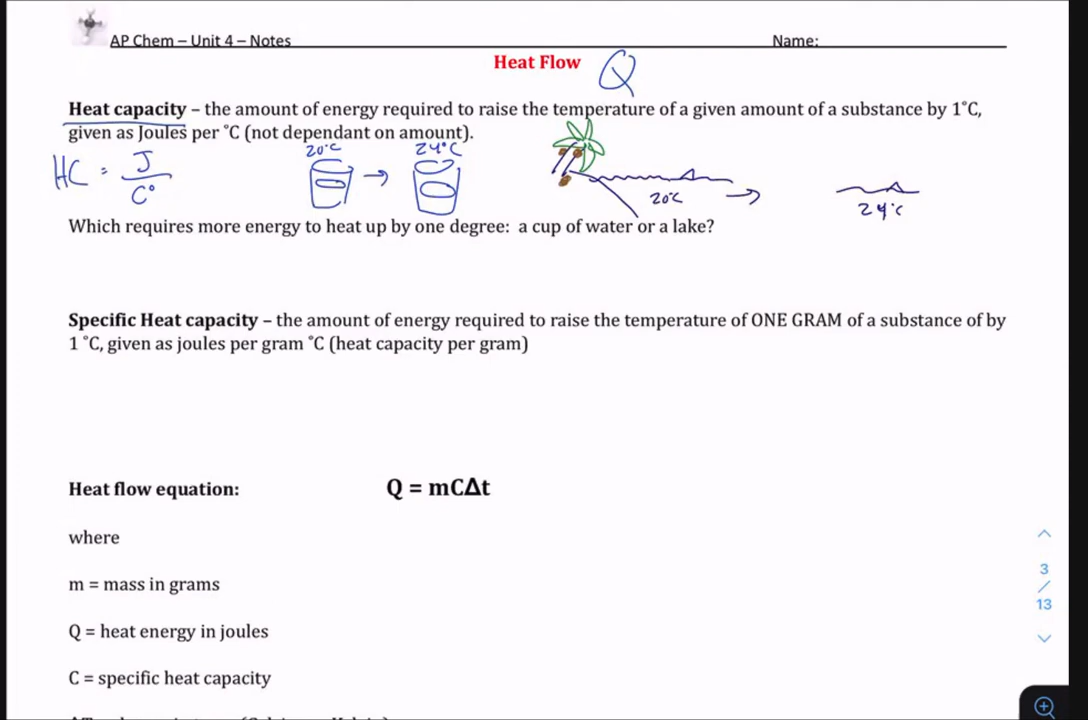 AP Chem – Unit 4 – Notes Name:
Heat Flow Q
Heat capacity – the amount of energy required to raise the temperature of a given amount of a substance by 1°C,
given as Joules per °C (not dependant on amount).
HC = J / C° 20°C → 24°C 20°C → 24°C
Which requires more energy to heat up by one degree: a cup of water or a lake?
Specific Heat capacity – the amount of energy required to raise the temperature of ONE GRAM of a substance of by
1 °C, given as joules per gram °C (heat capacity per gram)
Heat flow equation: Q = mCΔt
where
m = mass in grams
3
/
13
Q = heat energy in joules
C = specific heat capacity